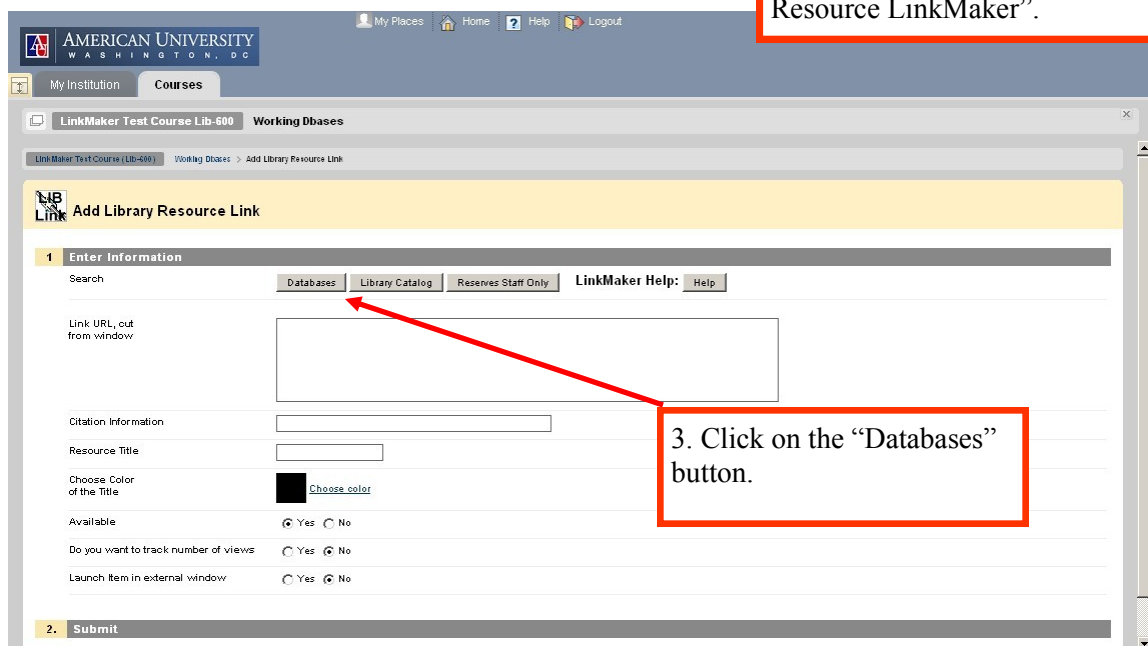 Resource LinkMaker”.
My Places Home ? Help Logout
AMERICAN UNIVERSITY
WASHINGTON, DC
My Institution Courses
LinkMaker Test Course Lib-600 Working Dbases
LinkMaker Test Course (Lib-600) Working Dbases > Add Library Resource Link
LIB
Link
Add Library Resource Link
1 Enter Information
Search Databases Library Catalog Reserves Staff Only LinkMaker Help: Help
Link URL, cut
from window
Citation Information
Resource Title
Choose Color
of the Title
Choose color
Available Yes No
Do you want to track number of views Yes No
Launch Item in external window Yes No
3. Click on the “Databases”
button.
2. Submit